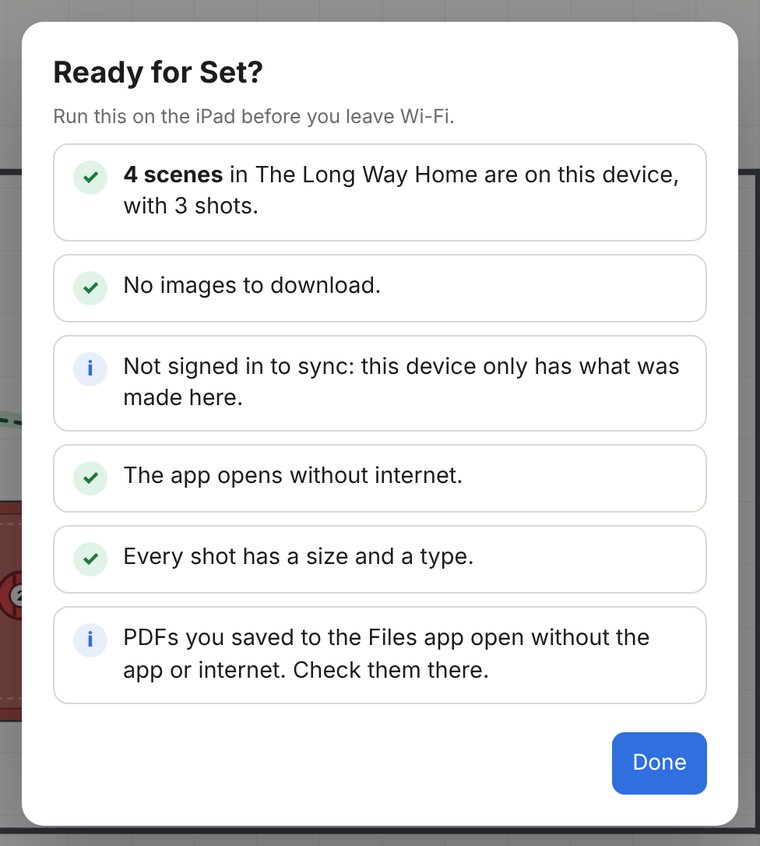 Ready for Set?
Run this on the iPad before you leave Wi-Fi.
4 scenes in The Long Way Home are on this device,
with 3 shots.
No images to download.
Not signed in to sync: this device only has what was
made here.
The app opens without internet.
Every shot has a size and a type.
PDFs you saved to the Files app open without the
app or internet. Check them there.
Done